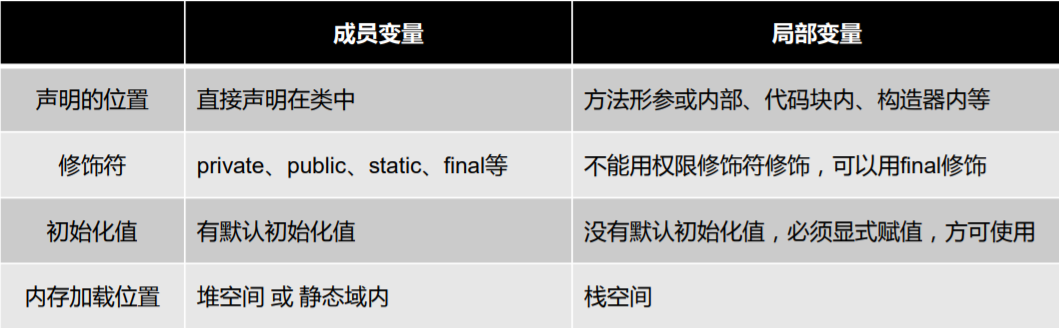 成员变量 局部变量
声明的位置 直接声明在类中 方法形参或内部、代码块内、构造器内等
修饰符 private、public、static、final等 不能用权限修饰符修饰，可以用final修饰
初始化值 有默认初始化值 没有默认初始化值，必须显式赋值，方可使用
内存加载位置 堆空间 或 静态域内 栈空间